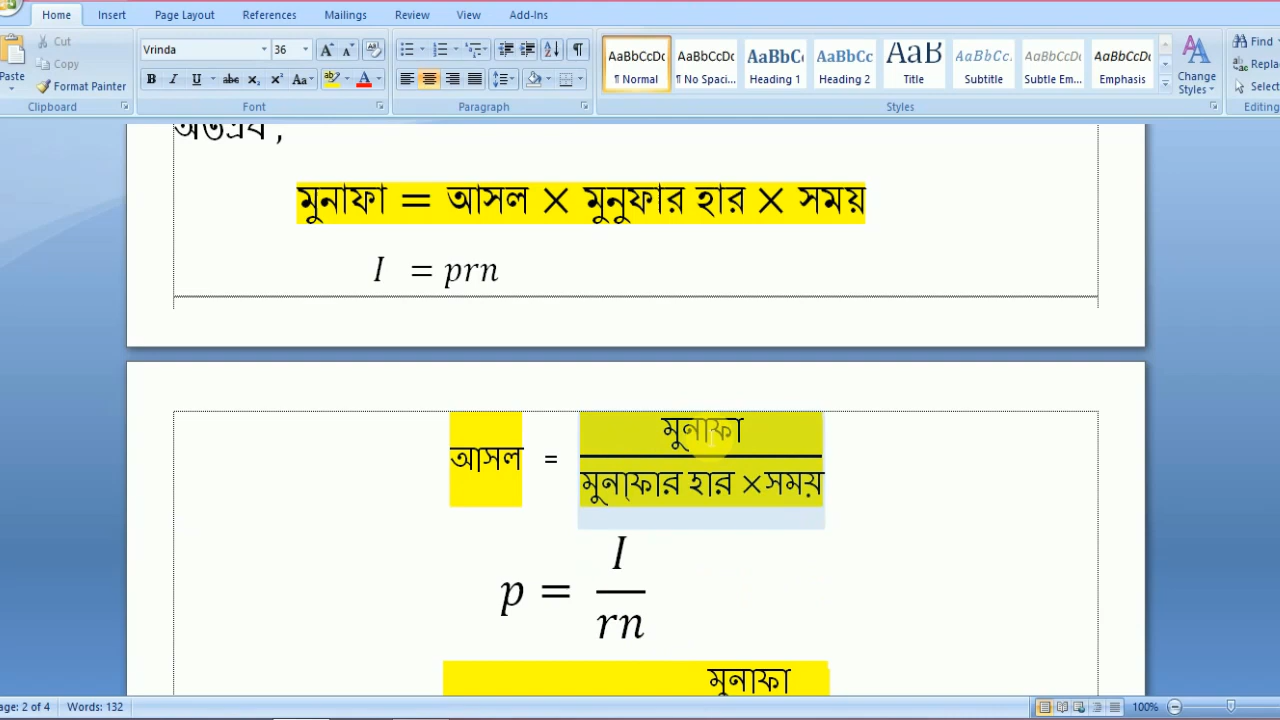 Home Insert Page Layout References Mailings Review View Add-Ins
Cut
Copy
Paste
Format Painter
Clipboard
Vrinda 36
Font
Paragraph
AaBbCcDc AaBbCcDc AaBbC AaBbCc AaB AaBbCc AaBbCcDc AaBbCcDc
¶ Normal ¶ No Spaci... Heading 1 Heading 2 Title Subtitle Subtle Em... Emphasis
Change
Styles
Styles
Find
Replac
Select
Editing
মুনাফা = আসল × মুনুফার হার × সময়
I = prn
মুনাফা
আসল =
মুনাফার হার ×সময়
I
p =
rn
মুনাফা
age: 2 of 4 Words: 132 100%